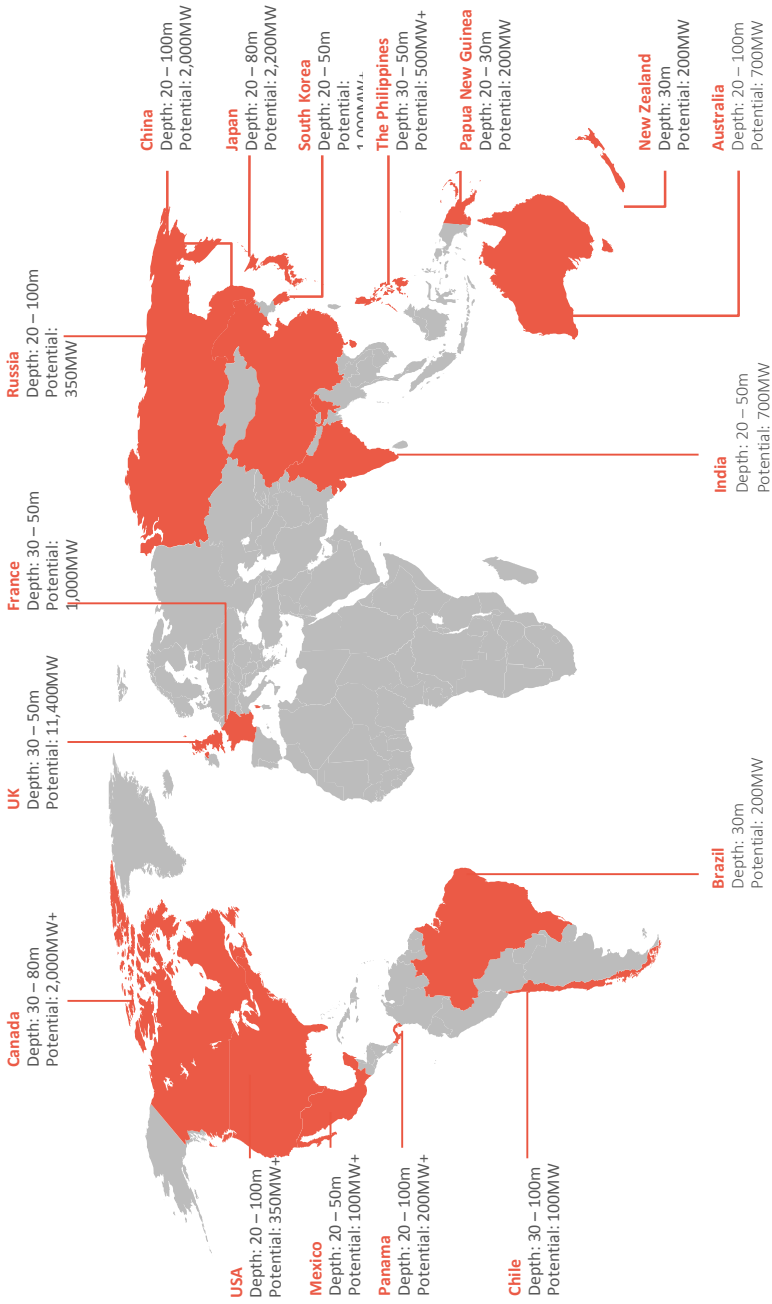 Canada
Depth: 30 – 80m
Potential: 2,000MW+
UK
Depth: 30 – 50m
Potential: 11,400MW
France
Depth: 30 – 50m
Potential:
1,000MW
Russia
Depth: 20 – 100m
Potential:
350MW
China
Depth: 20 – 100m
Potential: 2,000MW
Japan
Depth: 20 – 80m
Potential: 2,200MW
South Korea
Depth: 20 – 50m
Potential:
1,000MW+
The Philippines
Depth: 30 – 50m
Potential: 500MW+
Papua New Guinea
Depth: 20 – 30m
Potential: 200MW
New Zealand
Depth: 30m
Potential: 200MW
Australia
Depth: 20 – 100m
Potential: 700MW
USA
Depth: 20 – 100m
Potential: 350MW+
Mexico
Depth: 20 – 50m
Potential: 100MW+
Panama
Depth: 20 – 100m
Potential: 200MW+
Chile
Depth: 30 – 100m
Potential: 100MW
Brazil
Depth: 30m
Potential: 200MW
India
Depth: 20 – 50m
Potential: 700MW